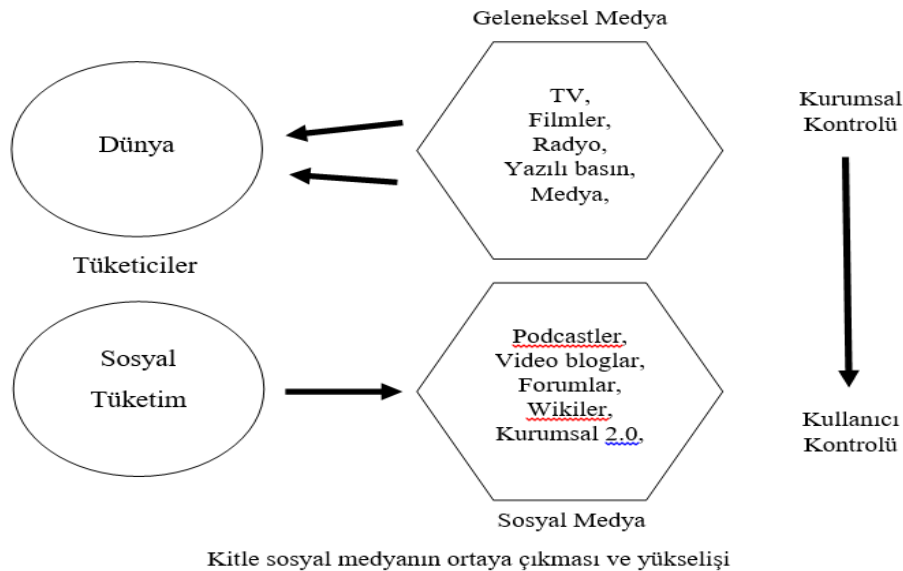 Geleneksel Medya
Dünya
TV,
Filmler,
Radyo,
Yazılı basın,
Medya,
Kurumsal
Kontrolü
Tüketiciler
Sosyal
Tüketim
Podcastler,
Video bloglar,
Forumlar,
Wikiler,
Kurumsal 2.0,
Kullanıcı
Kontrolü
Sosyal Medya
Kitle sosyal medyanın ortaya çıkması ve yükselişi